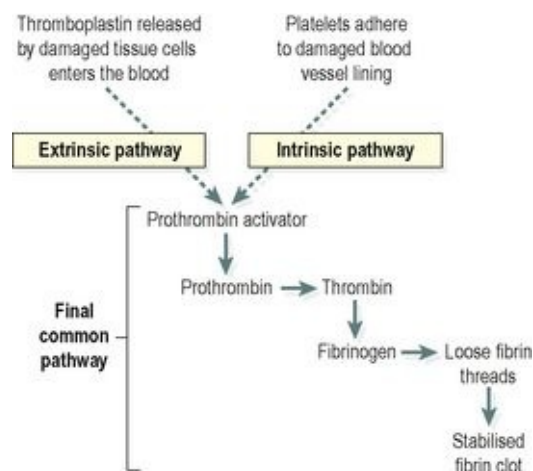 Thromboplastin released
by damaged tissue cells
enters the blood
Platelets adhere
to damaged blood
vessel lining
Extrinsic pathway
Intrinsic pathway
Prothrombin activator
Prothrombin
Thrombin
Final
common
pathway
Fibrinogen
Loose fibrin
threads
Stabilised
fibrin clot